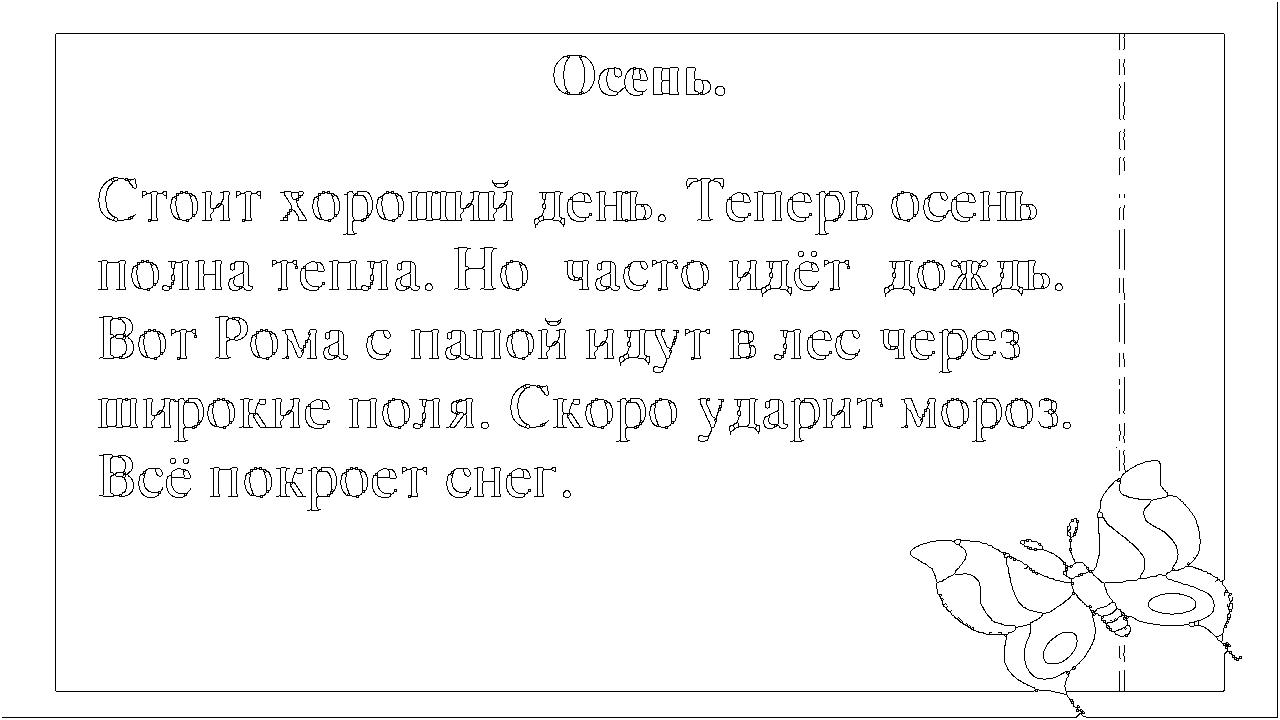 Осень.
Стоит хороший день. Теперь осень
полна тепла. Но часто идёт дождь.
Вот Рома с папой идут в лес через
широкие поля. Скоро ударит мороз.
Всё покроет снег.